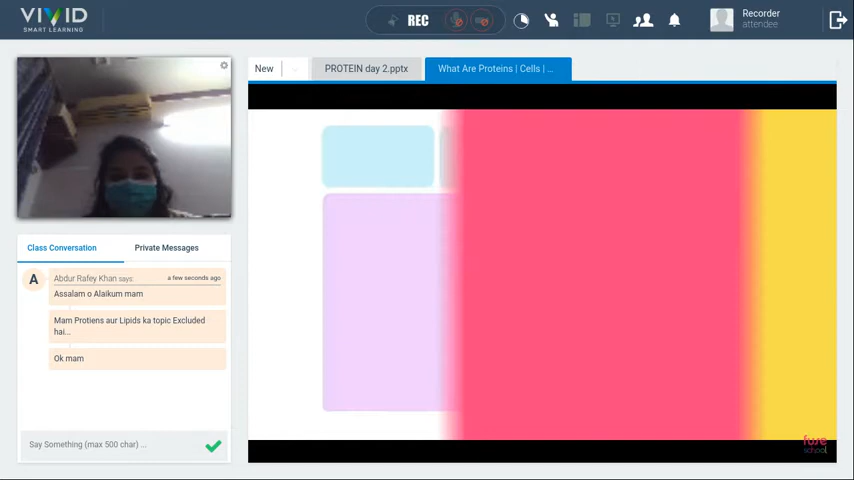 VIVID
SMART LEARNING
REC
Recorder
attendee
New
PROTEIN day 2.pptx
What Are Proteins | Cells | ...
Class Conversation
Private Messages
A
Abdur Rafey Khan says:
a few seconds ago
Assalam o Alaikum mam
Mam Protiens aur Lipids ka topic Excluded
hai...
Ok mam
Say Something (max 500 char) ...
fuse
school